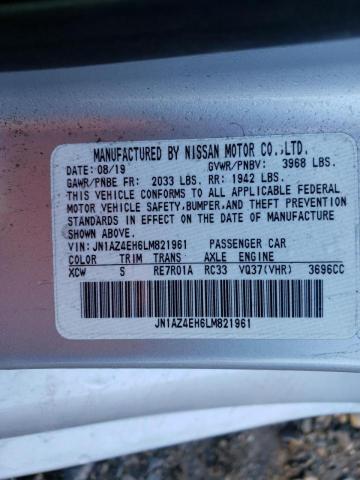 MANUFACTURED BY NISSAN MOTOR CO.,LTD.
DATE: 08/19 GVWR/PNBV: 3968 LBS.
GAWR/PNBE FR: 2033 LBS. RR: 1942 LBS.
THIS VEHICLE CONFORMS TO ALL APPLICABLE FEDERAL
MOTOR VEHICLE SAFETY,BUMPER,AND THEFT PREVENTION
STANDARDS IN EFFECT ON THE DATE OF MANUFACTURE
SHOWN ABOVE.
VIN: JN1AZ4EH6LM821961 PASSENGER CAR
COLOR TRIM TRANS AXLE ENGINE
XCW S RE7R01A RC33 VQ37(VHR) 3696CC
JN1AZ4EH6LM821961